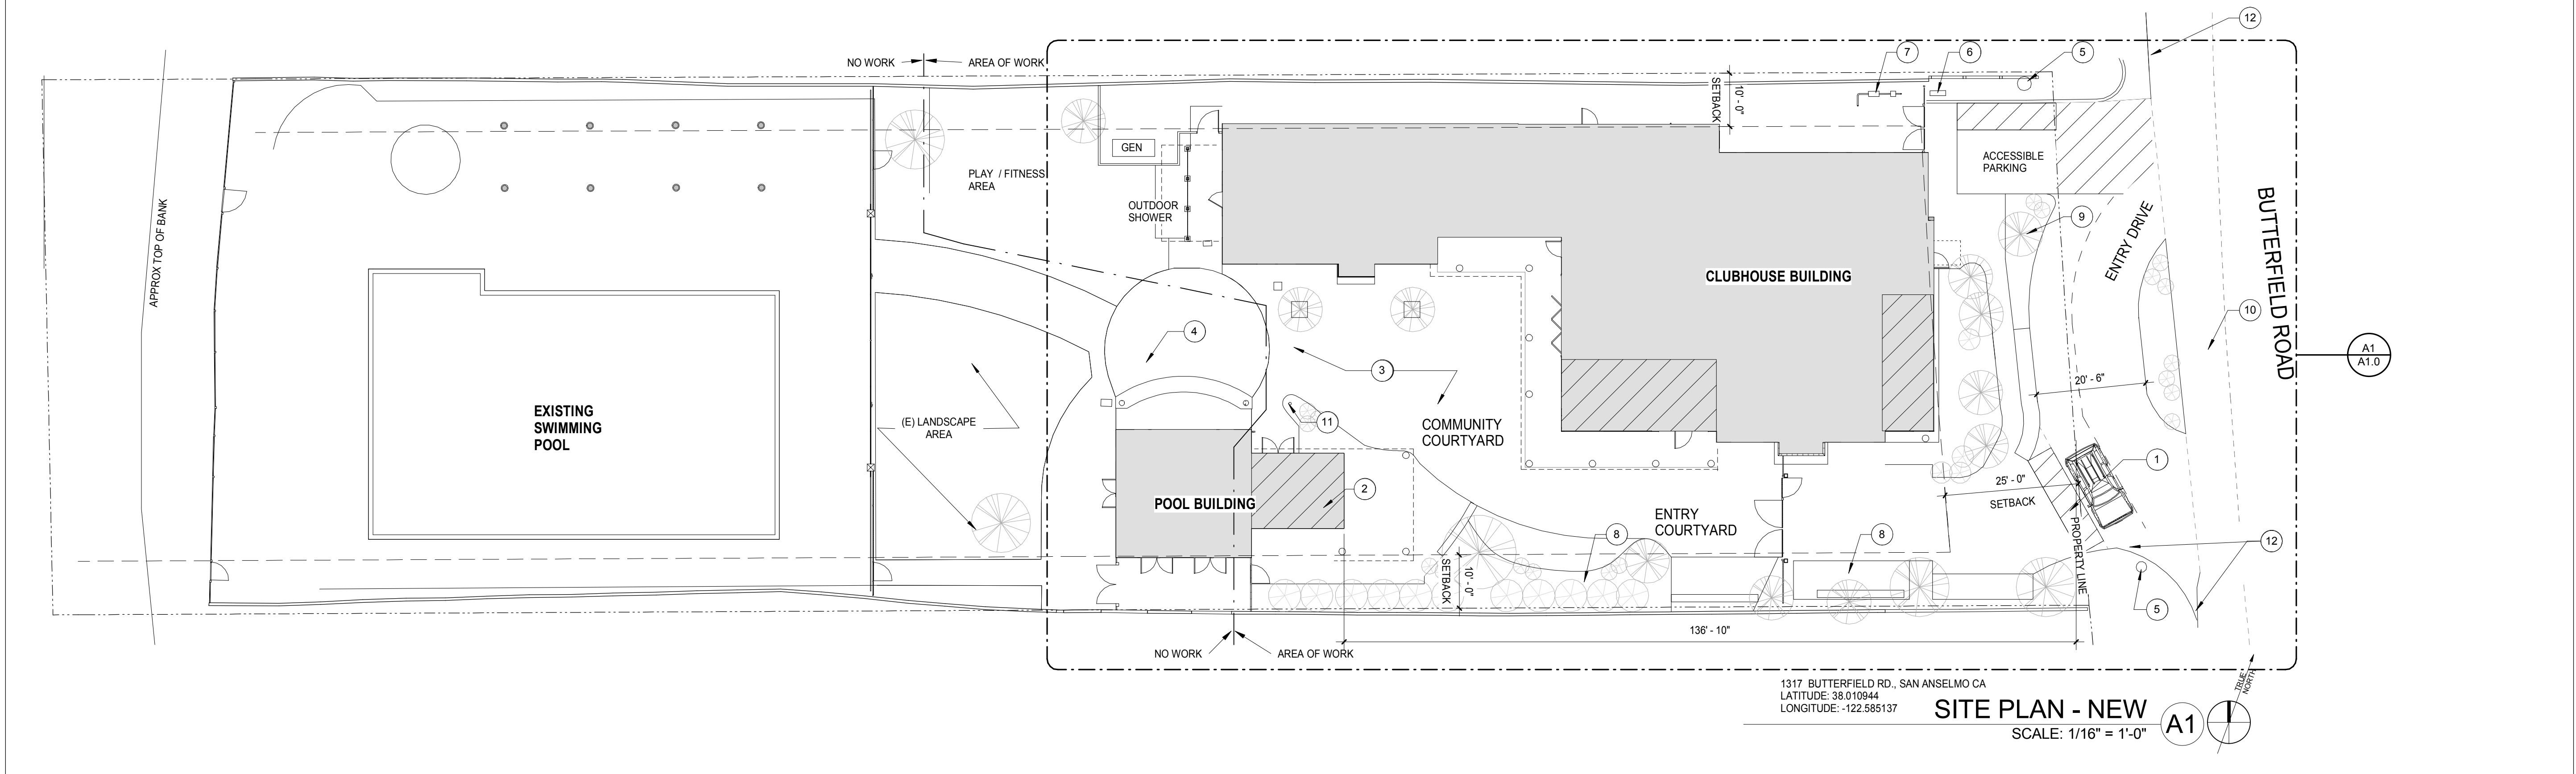 12
NO WORK
AREA OF WORK
7
6
5
SETBACK
10' - 0"
GEN
ACCESSIBLE
PARKING
PLAY / FITNESS
AREA
OUTDOOR
SHOWER
APPROX TOP OF BANK
9
ENTRY DRIVE
BUTTERFIELD ROAD
CLUBHOUSE BUILDING
10
4
3
A1
A1.0
20' - 6"
EXISTING
SWIMMING
POOL
(E) LANDSCAPE
AREA
11
COMMUNITY
COURTYARD
1
25' - 0"
SETBACK
2
POOL BUILDING
ENTRY
COURTYARD
8
8
PROPERTY LINE
12
SETBACK
10' - 0"
5
136' - 10"
NO WORK
AREA OF WORK
1317 BUTTERFIELD RD., SAN ANSELMO CA
LATITUDE: 38.010944
LONGITUDE: -122.585137
SITE PLAN - NEW
SCALE: 1/16" = 1'-0"
A1
TRUE
NORTH